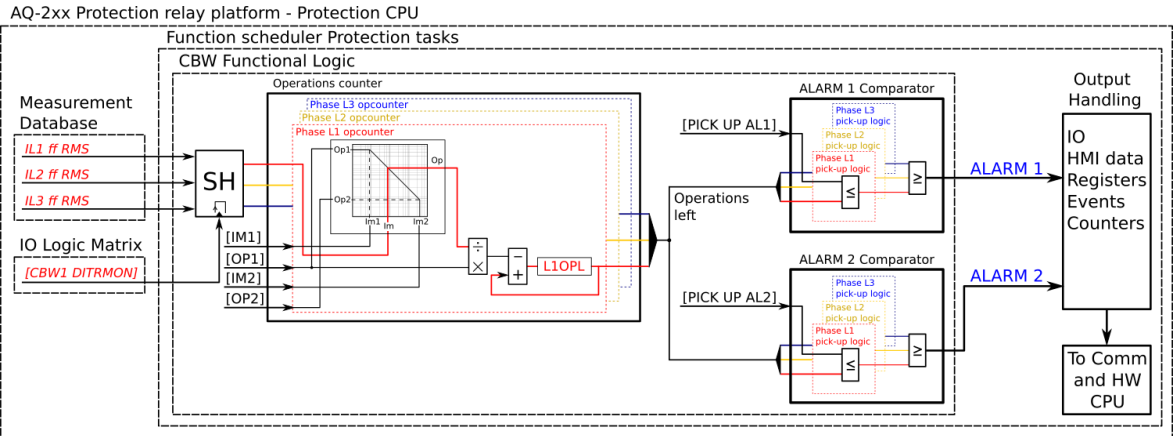 AQ-2xx Protection relay platform - Protection CPU
Function scheduler Protection tasks
CBW Functional Logic
Measurement
Database
IL1 ff RMS
IL2 ff RMS
IL3 ff RMS
IO Logic Matrix
[CBW1 DITRMON]
SH
Operations counter
Phase L3 opcounter
Phase L2 opcounter
Phase L1 opcounter
Op1
Op
Op2
Im1
Im
Im2
[IM1]
[OP1]
[IM2]
[OP2]
÷
×
−
+
L1OPL
Operations
left
ALARM 1 Comparator
[PICK UP AL1]
Phase L3
pick-up logic
Phase L2
pick-up logic
Phase L1
pick-up logic
≤
≥
ALARM 1
ALARM 2 Comparator
[PICK UP AL2]
Phase L3
pick-up logic
Phase L2
pick-up logic
Phase L1
pick-up logic
≤
≥
ALARM 2
Output
Handling
IO
HMI data
Registers
Events
Counters
To Comm
and HW
CPU